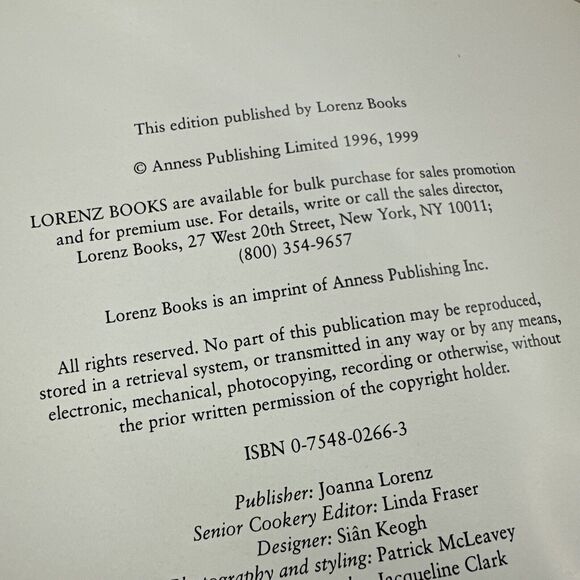 This edition published by Lorenz Books
© Anness Publishing Limited 1996, 1999
LORENZ BOOKS are available for bulk purchase for sales promotion
and for premium use. For details, write or call the sales director,
Lorenz Books, 27 West 20th Street, New York, NY 10011;
(800) 354-9657
Lorenz Books is an imprint of Anness Publishing Inc.
All rights reserved. No part of this publication may be reproduced,
stored in a retrieval system, or transmitted in any way or by any means,
electronic, mechanical, photocopying, recording or otherwise, without
the prior written permission of the copyright holder.
ISBN 0-7548-0266-3
Publisher: Joanna Lorenz
Senior Cookery Editor: Linda Fraser
Designer: Siân Keogh
Photography and styling: Patrick McLeavey
Jacqueline Clark